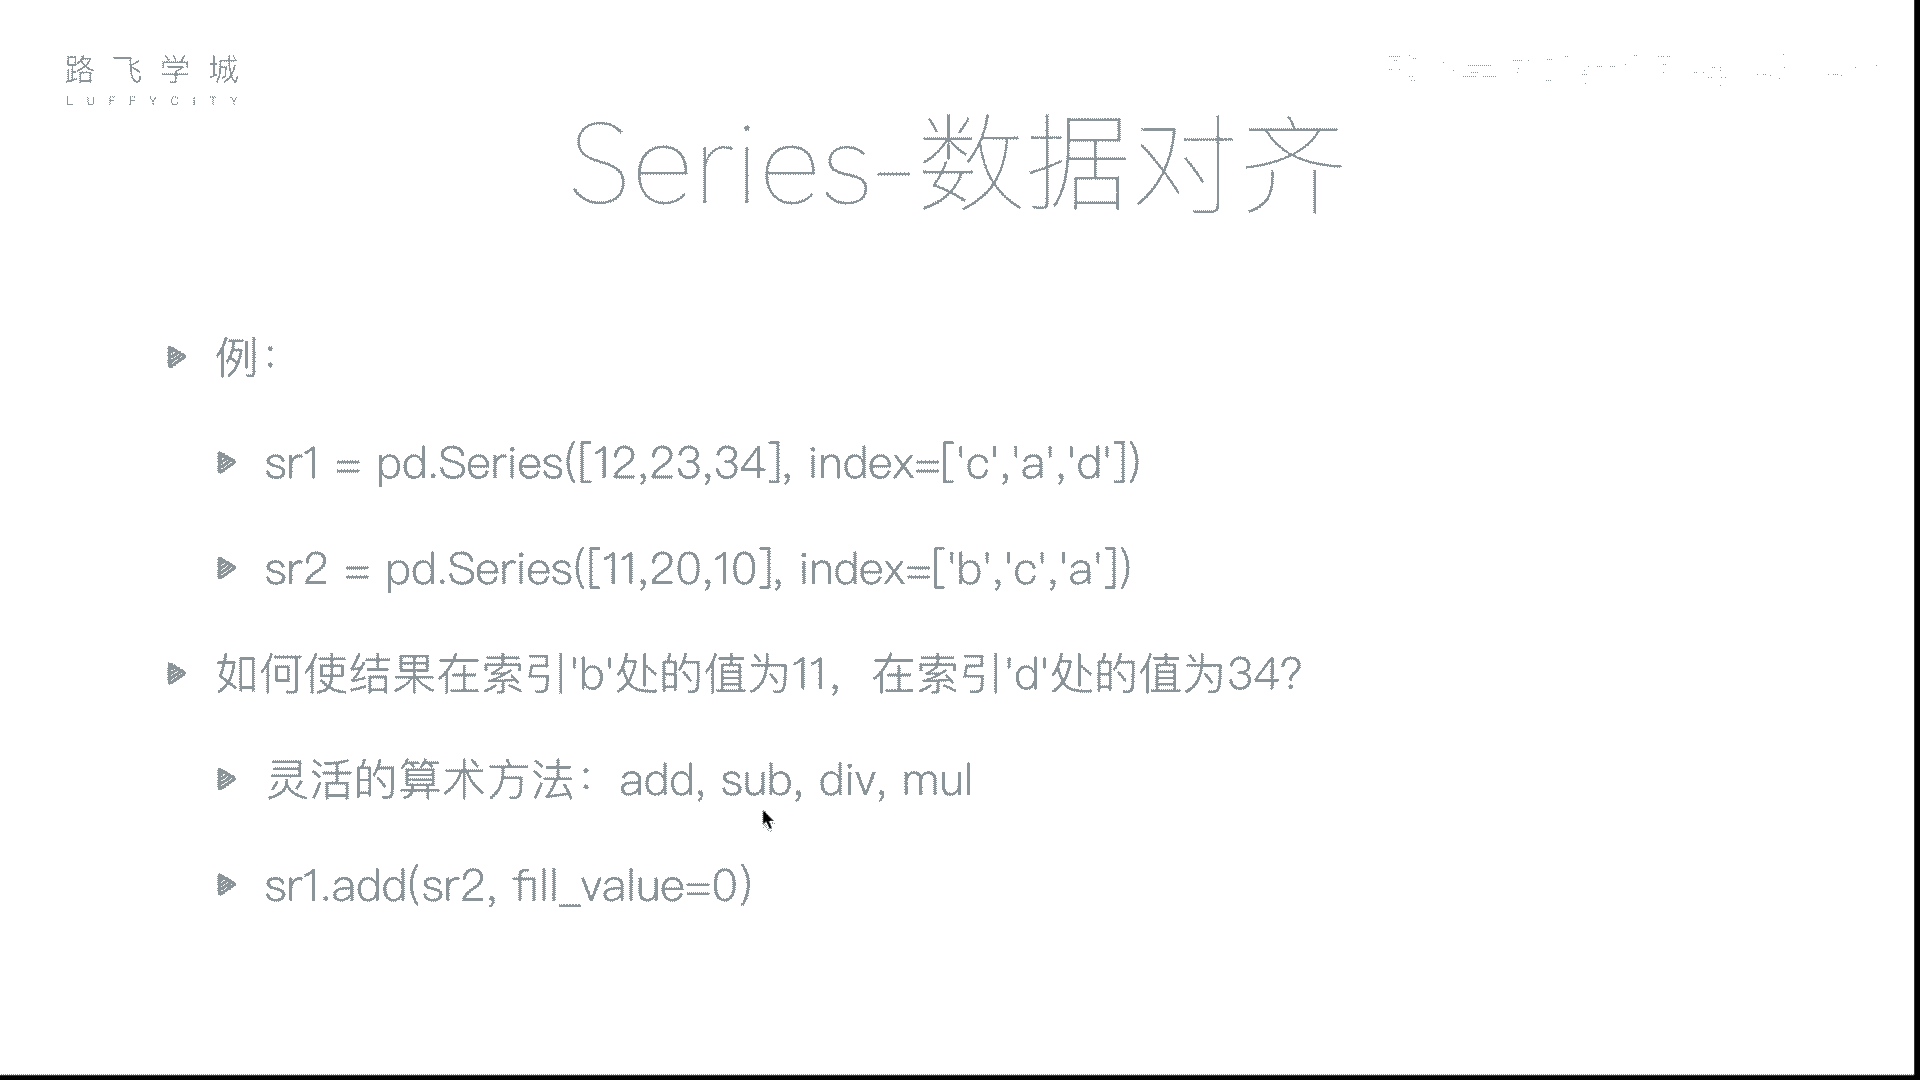 路飞学城
LUFFYCITY
Series-数据对齐
例：
sr1 = pd.Series([12,23,34], index=['c','a','d'])
sr2 = pd.Series([11,20,10], index=['b','c','a'])
如何使结果在索引'b'处的值为11，在索引'd'处的值为34？
灵活的算术方法：add, sub, div, mul
sr1.add(sr2, fill_value=0)